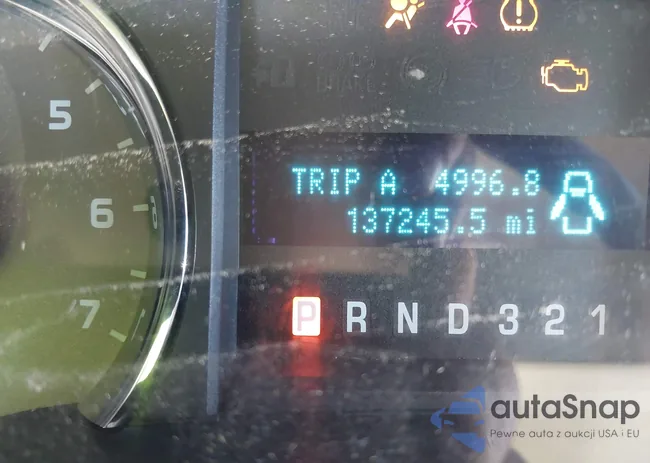 5
6
7
TRIP A 4996.8
137245.5 mi
P R N D 3 2 1
autaSnap
Pewne auta z aukcji USA i EU